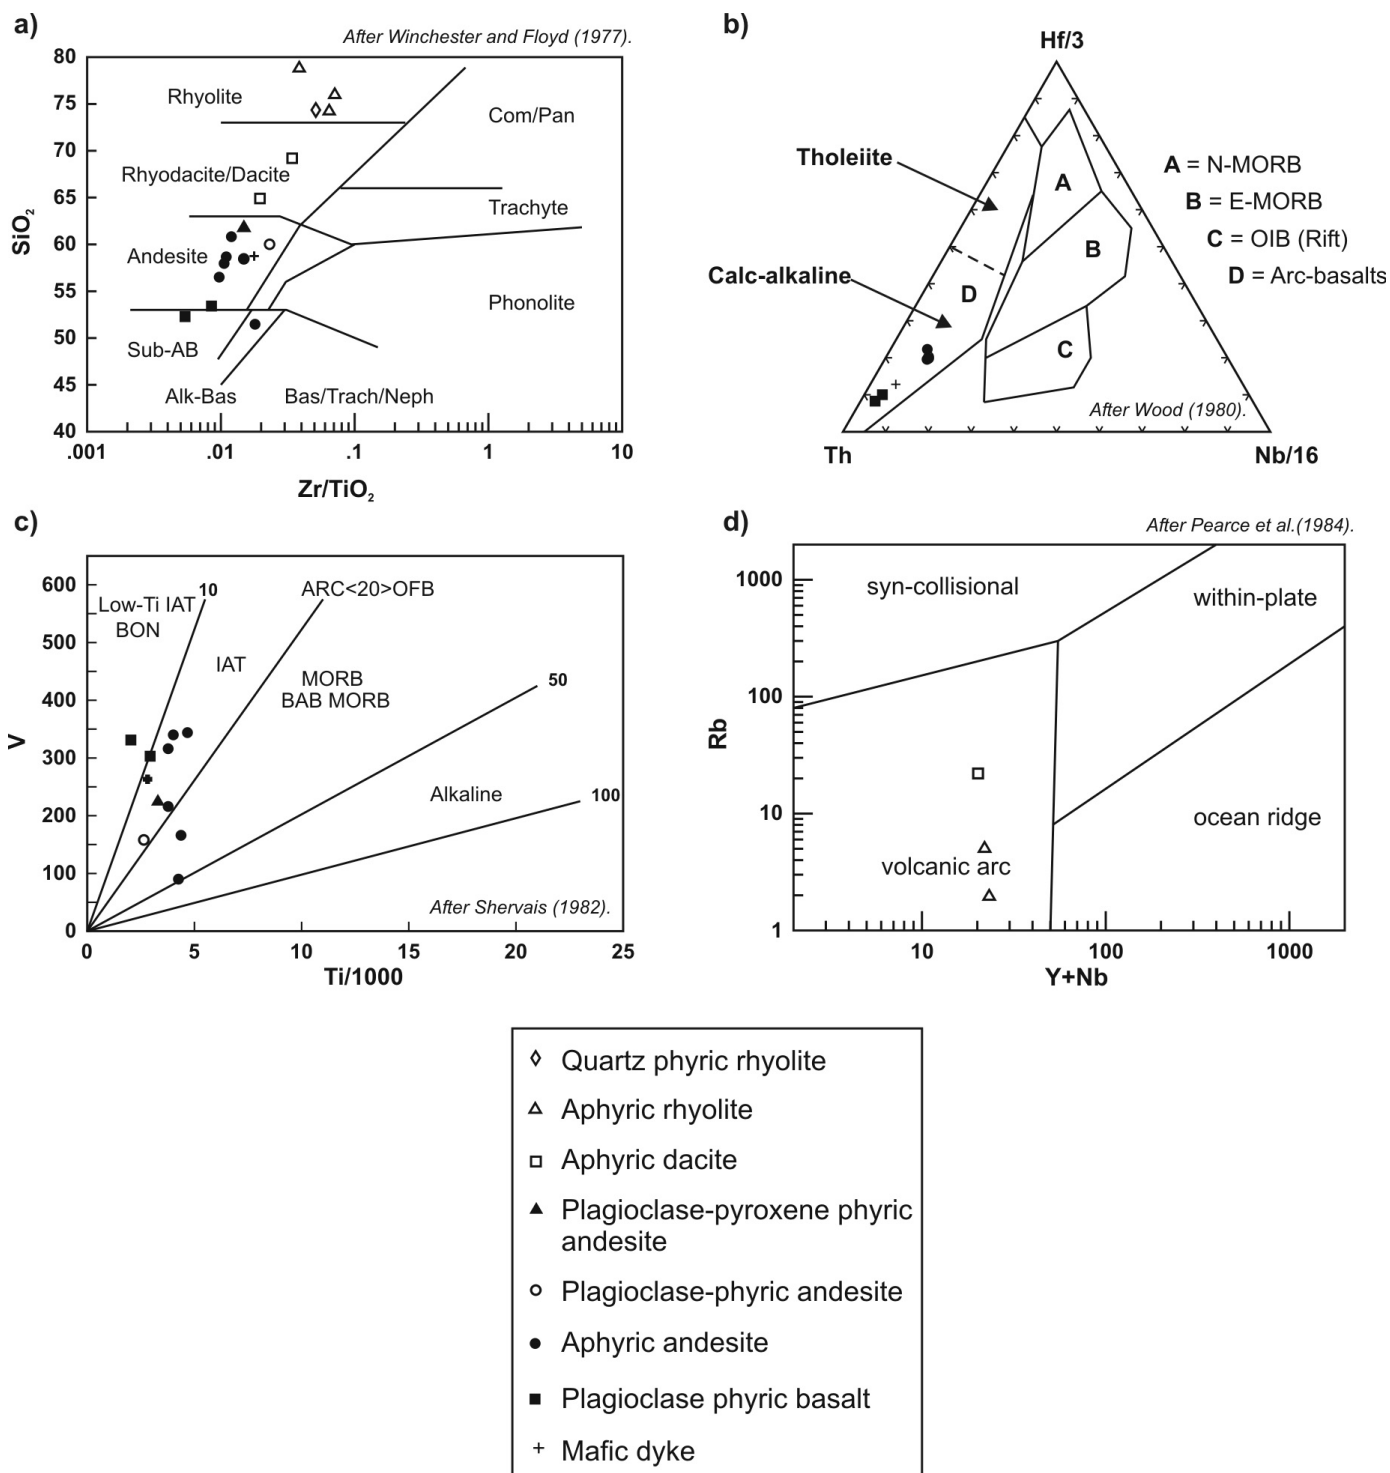 a)
After Winchester and Floyd (1977).
80
75
70
65
60
55
50
45
40
SiO₂
Rhyolite
Com/Pan
Rhyodacite/Dacite
Trachyte
Andesite
Phonolite
Sub-AB
Alk-Bas
Bas/Trach/Neph
.001 .01 .1 1 10
Zr/TiO₂
b)
Hf/3
Tholeiite
Calc-alkaline
A
B
C
D
A = N-MORB
B = E-MORB
C = OIB (Rift)
D = Arc-basalts
After Wood (1980).
Th
Nb/16
c)
600
500
400
300
200
100
0
V
Low-Ti IAT
BON
10
ARC<20>OFB
IAT
MORB
BAB MORB
50
Alkaline
100
After Shervais (1982).
0 5 10 15 20 25
Ti/1000
d)
After Pearce et al.(1984).
1000
100
10
1
Rb
syn-collisional
within-plate
volcanic arc
ocean ridge
10 100 1000
Y+Nb
Quartz phyric rhyolite
Aphyric rhyolite
Aphyric dacite
Plagioclase-pyroxene phyric
andesite
Plagioclase-phyric andesite
Aphyric andesite
Plagioclase phyric basalt
Mafic dyke